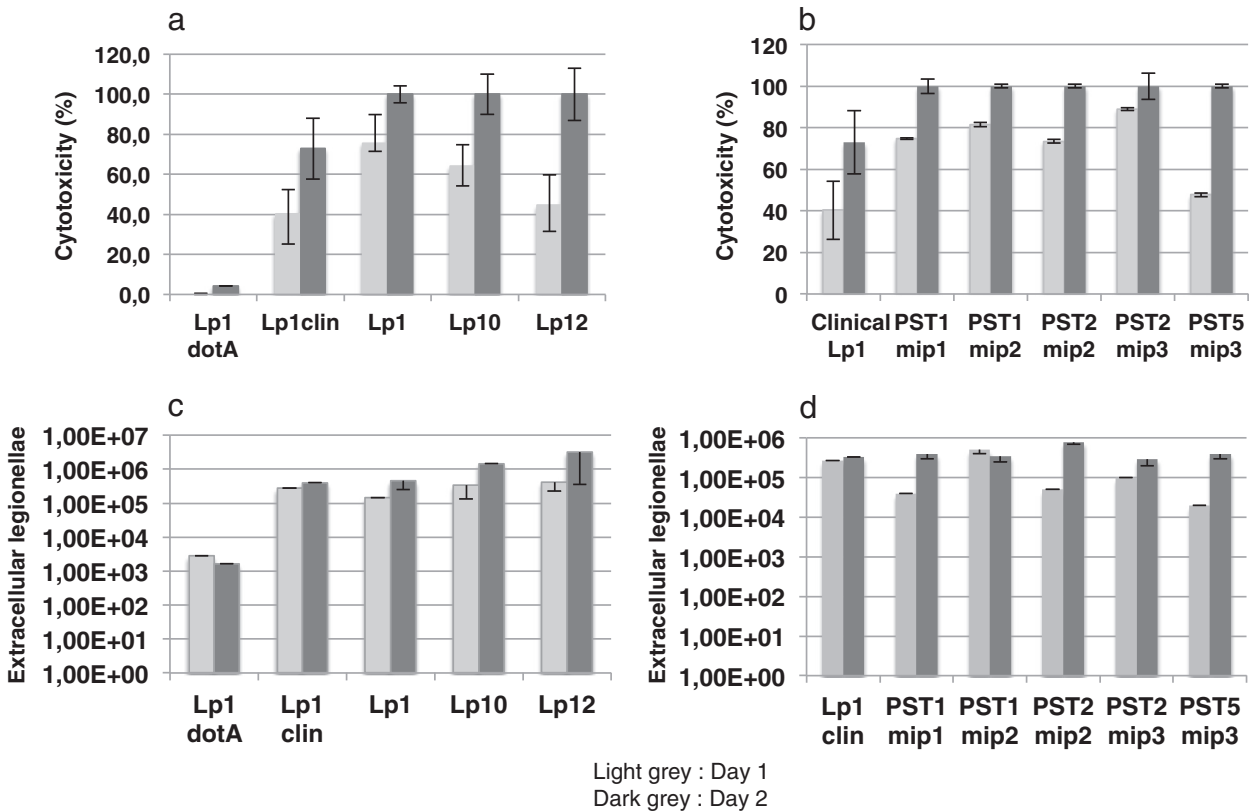 a
Cytotoxicity (%)
120,0
100,0
80,0
60,0
40,0
20,0
0,0
Lp1 dotA
Lp1clin
Lp1
Lp10
Lp12
b
Cytotoxicity (%)
120
100
80
60
40
20
0
Clinical Lp1
PST1 mip1
PST1 mip2
PST2 mip2
PST2 mip3
PST5 mip3
c
Extracellular legionellae
1,00E+07
1,00E+06
1,00E+05
1,00E+04
1,00E+03
1,00E+02
1,00E+01
1,00E+00
Lp1 dotA
Lp1 clin
Lp1
Lp10
Lp12
d
Extracellular legionellae
1,00E+06
1,00E+05
1,00E+04
1,00E+03
1,00E+02
1,00E+01
1,00E+00
Lp1 clin
PST1 mip1
PST1 mip2
PST2 mip2
PST2 mip3
PST5 mip3
Light grey : Day 1
Dark grey : Day 2